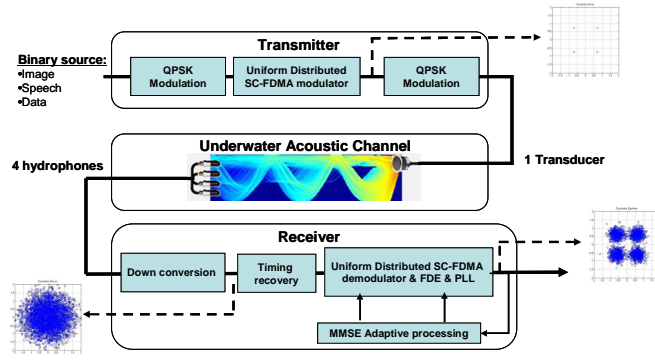 Transmitter
Binary source:
•Image
•Speech
•Data
QPSK
Modulation
Uniform Distributed
SC-FDMA modulator
QPSK
Modulation
Underwater Acoustic Channel
4 hydrophones
1 Transducer
Receiver
Down conversion
Timing
recovery
Uniform Distributed SC-FDMA
demodulator & FDE & PLL
MMSE Adaptive processing